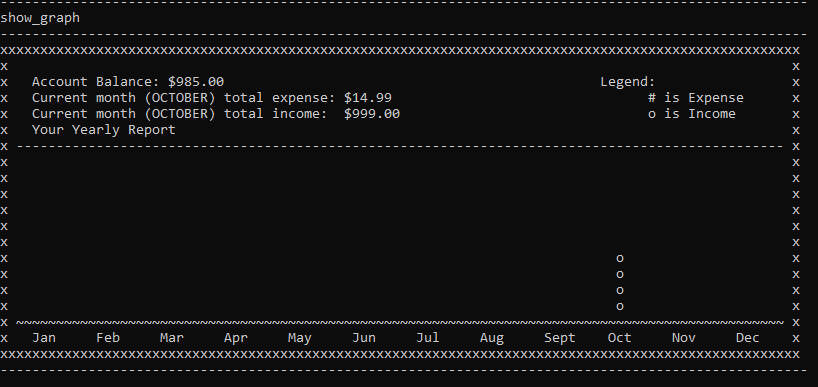 -----------------------------------------------------------------------------------------------------
show_graph
-----------------------------------------------------------------------------------------------------
xxxxxxxxxxxxxxxxxxxxxxxxxxxxxxxxxxxxxxxxxxxxxxxxxxxxxxxxxxxxxxxxxxxxxxxxxxxxxxxxxxxxxxxxxxxxxxxxxxxx
x                                                                                                  x
x   Account Balance: $985.00                                               Legend:                 x
x   Current month (OCTOBER) total expense: $14.99                                # is Expense      x
x   Current month (OCTOBER) total income:  $999.00                               o is Income       x
x   Your Yearly Report                                                                             x
x ------------------------------------------------------------------------------------------------ x
x                                                                                                  x
x                                                                                                  x
x                                                                                                  x
x                                                                                                  x
x                                                                                                  x
x                                                                                                  x
x                                                                            o                     x
x                                                                            o                     x
x                                                                            o                     x
x                                                                            o                     x
x ~~~~~~~~~~~~~~~~~~~~~~~~~~~~~~~~~~~~~~~~~~~~~~~~~~~~~~~~~~~~~~~~~~~~~~~~~~~~~~~~~~~~~~~~~~~~~~~~ x
x   Jan     Feb     Mar     Apr     May     Jun     Jul     Aug     Sept    Oct     Nov     Dec    x
xxxxxxxxxxxxxxxxxxxxxxxxxxxxxxxxxxxxxxxxxxxxxxxxxxxxxxxxxxxxxxxxxxxxxxxxxxxxxxxxxxxxxxxxxxxxxxxxxxxx
-----------------------------------------------------------------------------------------------------